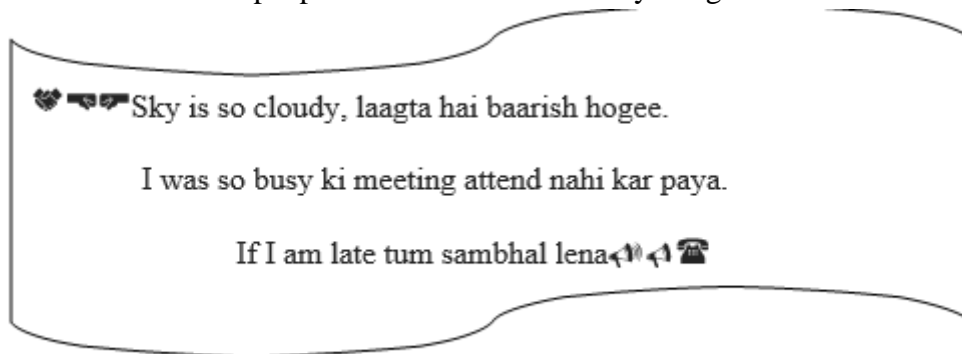 Sky is so cloudy, laagta hai baarish hogee.
I was so busy ki meeting attend nahi kar paya.
If I am late tum sambhal lena